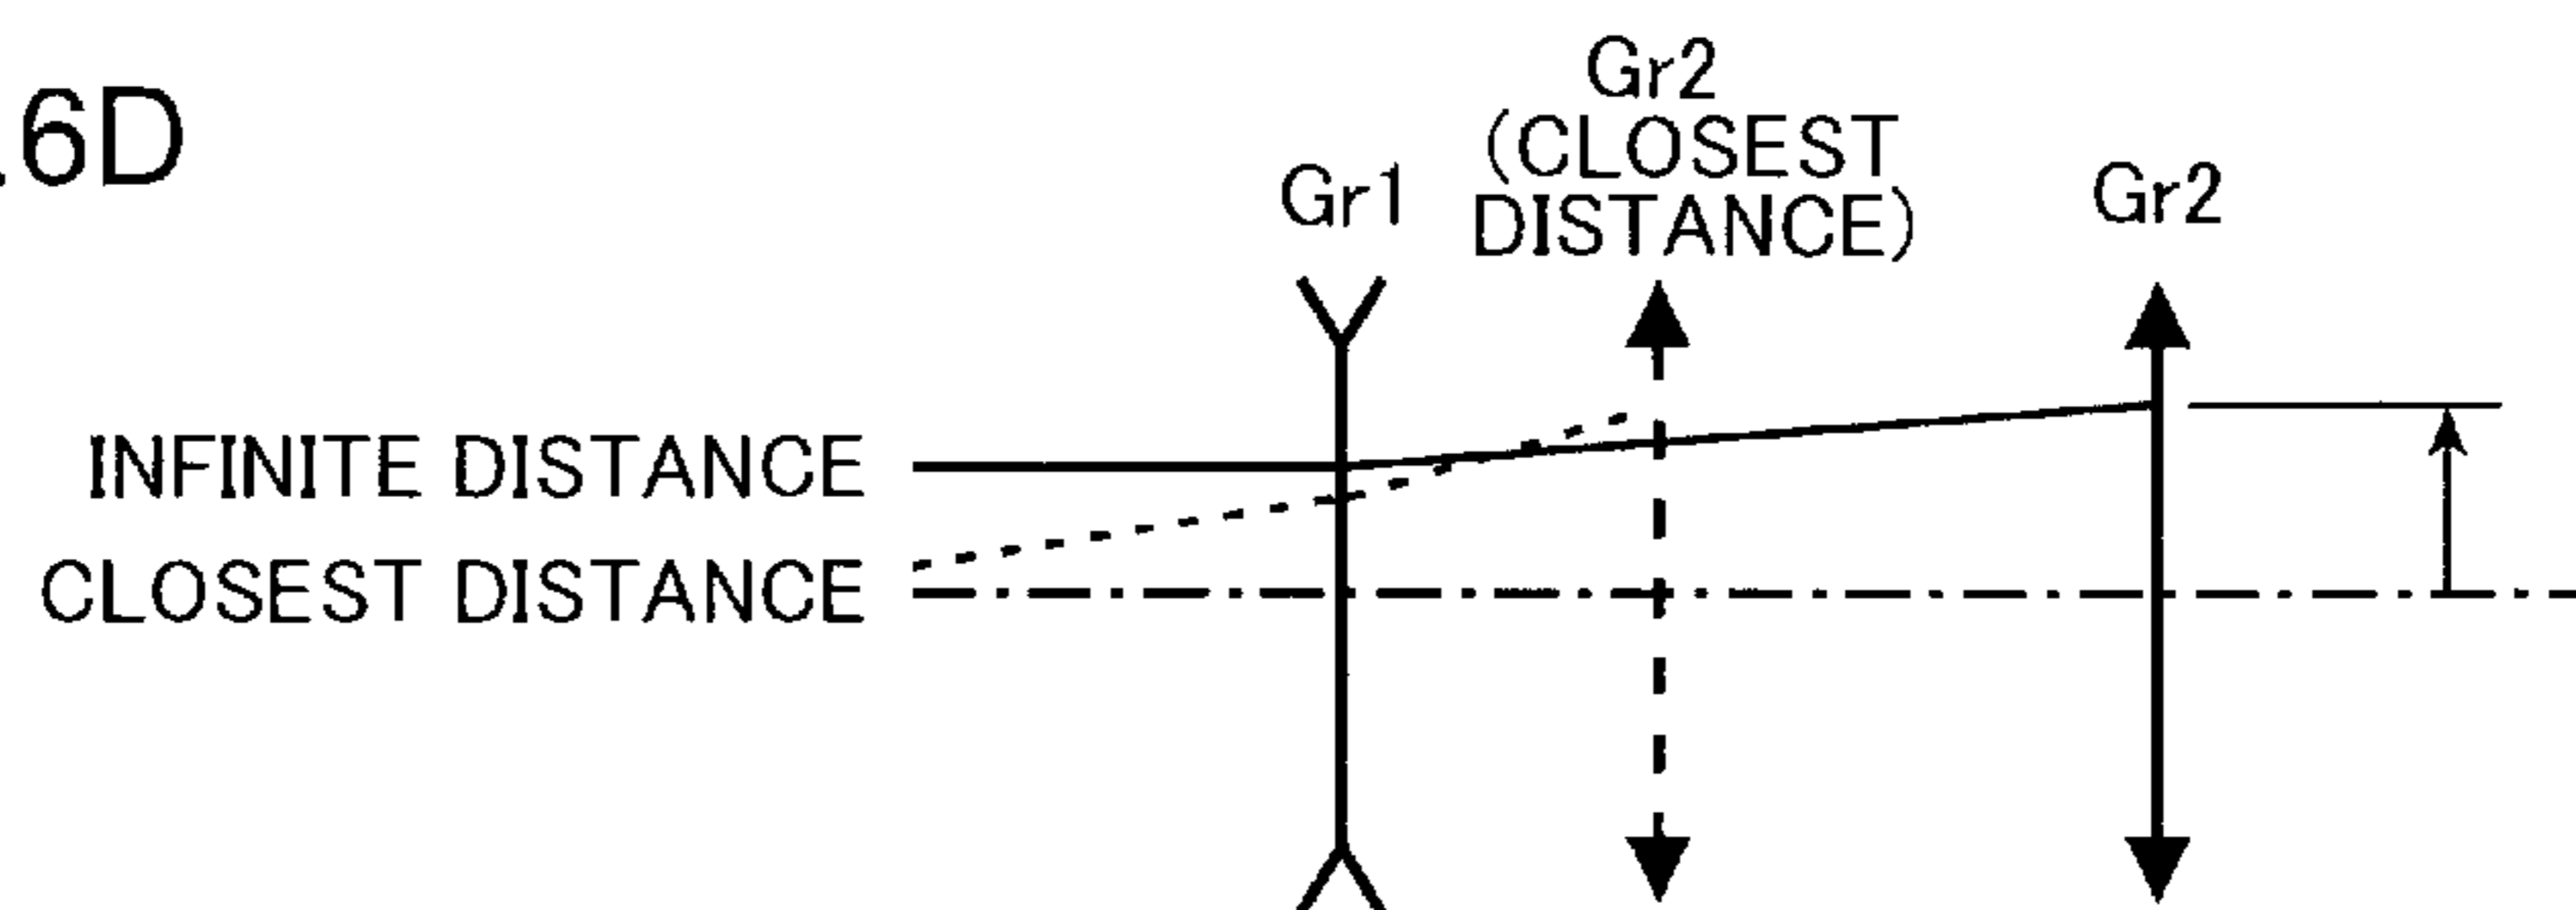 .6D
Gr2
(CLOSEST
DISTANCE)
Gr1
Gr2
INFINITE DISTANCE
CLOSEST DISTANCE